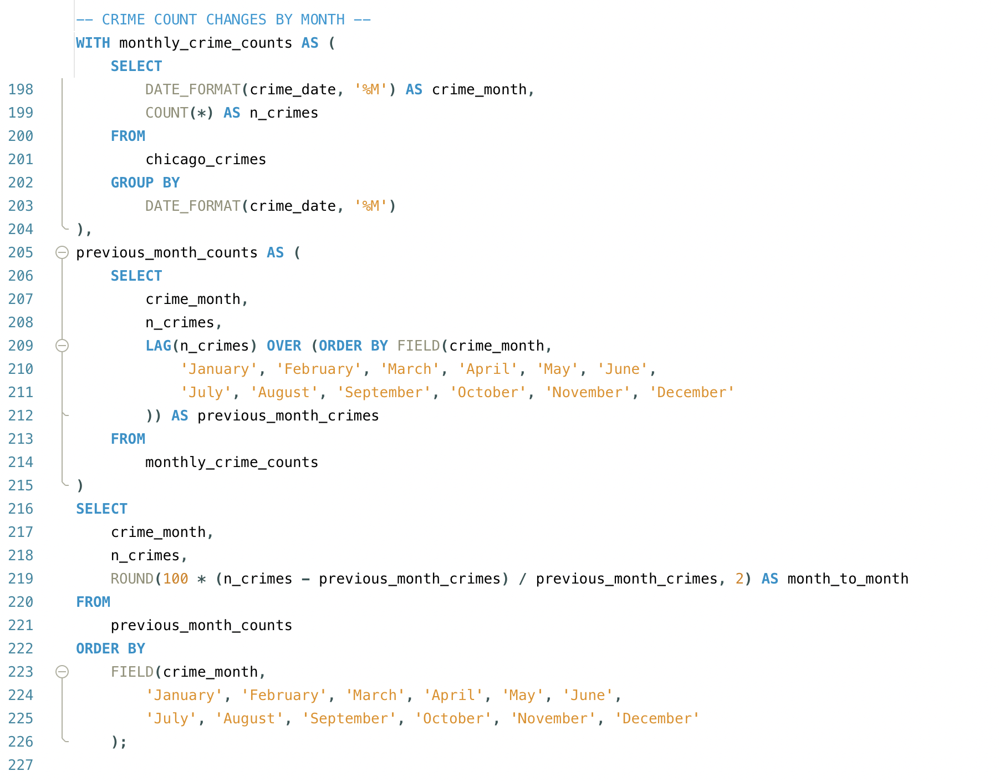 -- CRIME COUNT CHANGES BY MONTH --
WITH monthly_crime_counts AS (
    SELECT
198         DATE_FORMAT(crime_date, '%M') AS crime_month,
199         COUNT(*) AS n_crimes
200     FROM
201         chicago_crimes
202     GROUP BY
203         DATE_FORMAT(crime_date, '%M')
204 ),
205 previous_month_counts AS (
206     SELECT
207         crime_month,
208         n_crimes,
209         LAG(n_crimes) OVER (ORDER BY FIELD(crime_month,
210             'January', 'February', 'March', 'April', 'May', 'June',
211             'July', 'August', 'September', 'October', 'November', 'December'
212         )) AS previous_month_crimes
213     FROM
214         monthly_crime_counts
215 )
216 SELECT
217     crime_month,
218     n_crimes,
219     ROUND(100 * (n_crimes - previous_month_crimes) / previous_month_crimes, 2) AS month_to_month
220 FROM
221     previous_month_counts
222 ORDER BY
223     FIELD(crime_month,
224         'January', 'February', 'March', 'April', 'May', 'June',
225         'July', 'August', 'September', 'October', 'November', 'December'
226     );
227